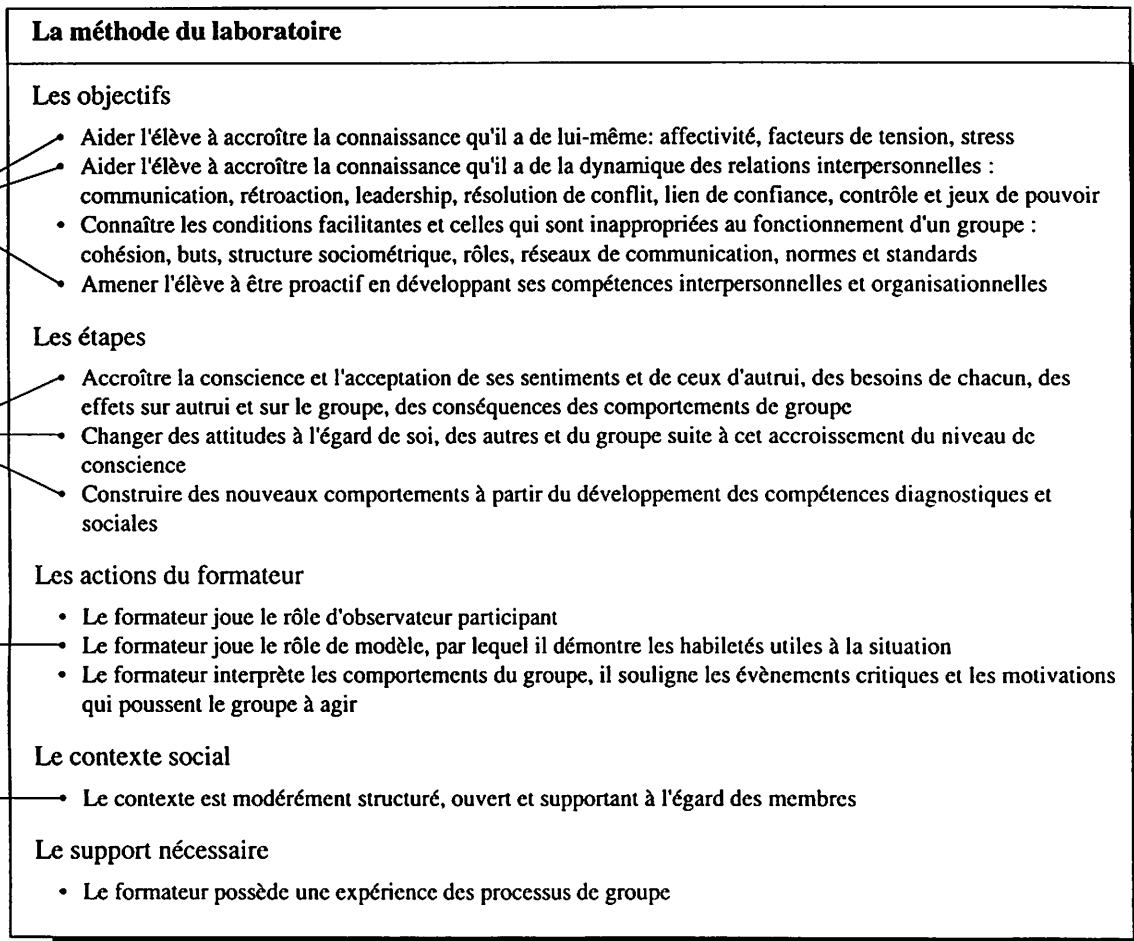 La méthode du laboratoire
Les objectifs
• Aider l'élève à accroître la connaissance qu'il a de lui-même: affectivité, facteurs de tension, stress
• Aider l'élève à accroître la connaissance qu'il a de la dynamique des relations interpersonnelles :
communication, rétroaction, leadership, résolution de conflit, lien de confiance, contrôle et jeux de pouvoir
• Connaître les conditions facilitantes et celles qui sont inappropriées au fonctionnement d'un groupe :
cohésion, buts, structure sociométrique, rôles, réseaux de communication, normes et standards
• Amener l'élève à être proactif en développant ses compétences interpersonnelles et organisationnelles
Les étapes
• Accroître la conscience et l'acceptation de ses sentiments et de ceux d'autrui, des besoins de chacun, des
effets sur autrui et sur le groupe, des conséquences des comportements de groupe
• Changer des attitudes à l'égard de soi, des autres et du groupe suite à cet accroissement du niveau de
conscience
• Construire des nouveaux comportements à partir du développement des compétences diagnostiques et
sociales
Les actions du formateur
• Le formateur joue le rôle d'observateur participant
• Le formateur joue le rôle de modèle, par lequel il démontre les habiletés utiles à la situation
• Le formateur interprète les comportements du groupe, il souligne les évènements critiques et les motivations
qui poussent le groupe à agir
Le contexte social
• Le contexte est modérément structuré, ouvert et supportant à l'égard des membres
Le support nécessaire
• Le formateur possède une expérience des processus de groupe